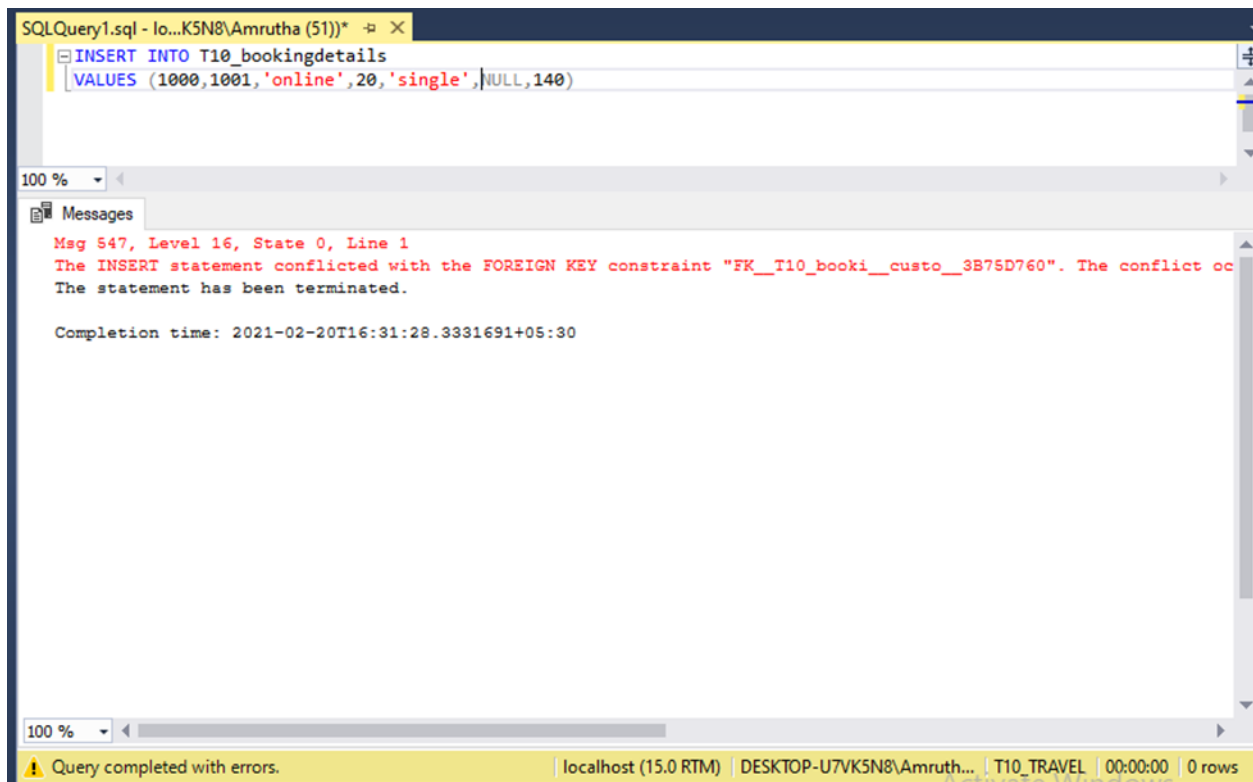 SQLQuery1.sql - lo...K5N8\Amrutha (51))*
INSERT INTO T10_bookingdetails
VALUES (1000,1001,'online',20,'single',NULL,140)
100 %
Messages
Msg 547, Level 16, State 0, Line 1
The INSERT statement conflicted with the FOREIGN KEY constraint "FK__T10_booki__custo__3B75D760". The conflict oc
The statement has been terminated.
Completion time: 2021-02-20T16:31:28.3331691+05:30
100 %
Activate Windows
Query completed with errors. localhost (15.0 RTM) DESKTOP-U7VK5N8\Amruth... T10_TRAVEL 00:00:00 0 rows